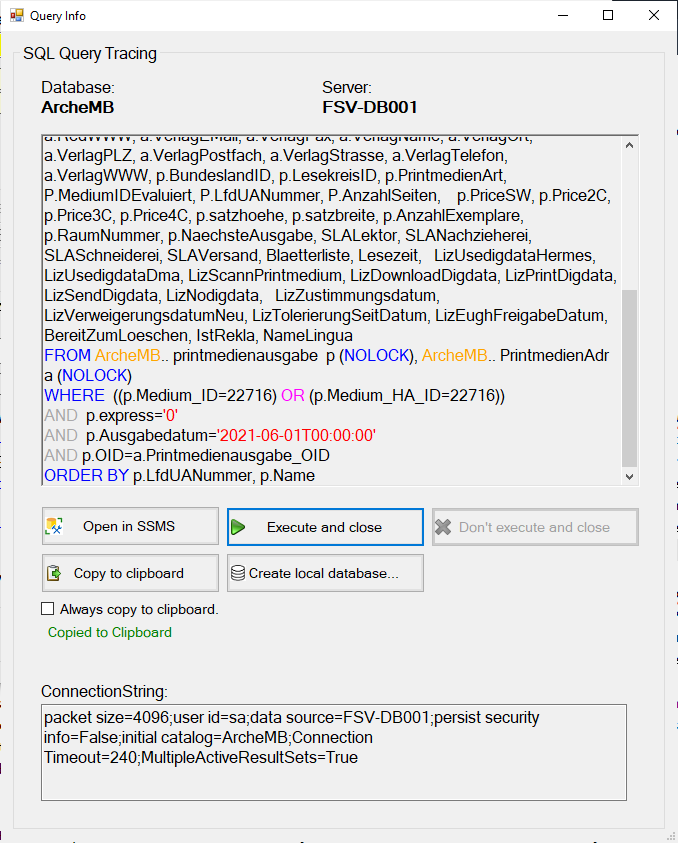 Query Info
SQL Query Tracing
Database:
Server:
ArcheMB
FSV-DB001
a.RedWWW, a.VerlagEMail, a.VerlagFax, a.VerlagName, a.VerlagOrt,
a.VerlagPLZ, a.VerlagPostfach, a.VerlagStrasse, a.VerlagTelefon,
a.VerlagWWW, p.BundeslandID, p.LesekreisID, p.PrintmedienArt,
P.MediumIDEvaluiert, P.LfdUANummer, P.AnzahlSeiten,    p.PriceSW, p.Price2C,
p.Price3C, p.Price4C, p.satzhoehe, p.satzbreite, p.AnzahlExemplare,
p.RaumNummer, p.NaechsteAusgabe, SLALektor, SLANachzieherei,
SLASchneiderei, SLAVersand, Blaetterliste, Lesezeit,   LizUsedigdataHermes,
LizUsedigdataDma, LizScannPrintmedium, LizDownloadDigdata, LizPrintDigdata,
LizSendDigdata, LizNodigdata,   LizZustimmungsdatum,
LizVerweigerungsdatumNeu, LizTolerierungSeitDatum, LizEughFreigabeDatum,
BereitZumLoeschen, IstRekla, NameLingua
FROM ArcheMB.. printmedienausgabe  p (NOLOCK), ArcheMB.. PrintmedienAdr
a (NOLOCK)
WHERE  ((p.Medium_ID=22716) OR (p.Medium_HA_ID=22716))
AND  p.express='0'
AND  p.Ausgabedatum='2021-06-01T00:00:00'
AND p.OID=a.Printmedienausgabe_OID
ORDER BY p.LfdUANummer, p.Name
Open in SSMS
Execute and close
Don't execute and close
Copy to clipboard
Create local database...
Always copy to clipboard.
Copied to Clipboard
ConnectionString:
packet size=4096;user id=sa;data source=FSV-DB001;persist security
info=False;initial catalog=ArcheMB;Connection
Timeout=240;MultipleActiveResultSets=True